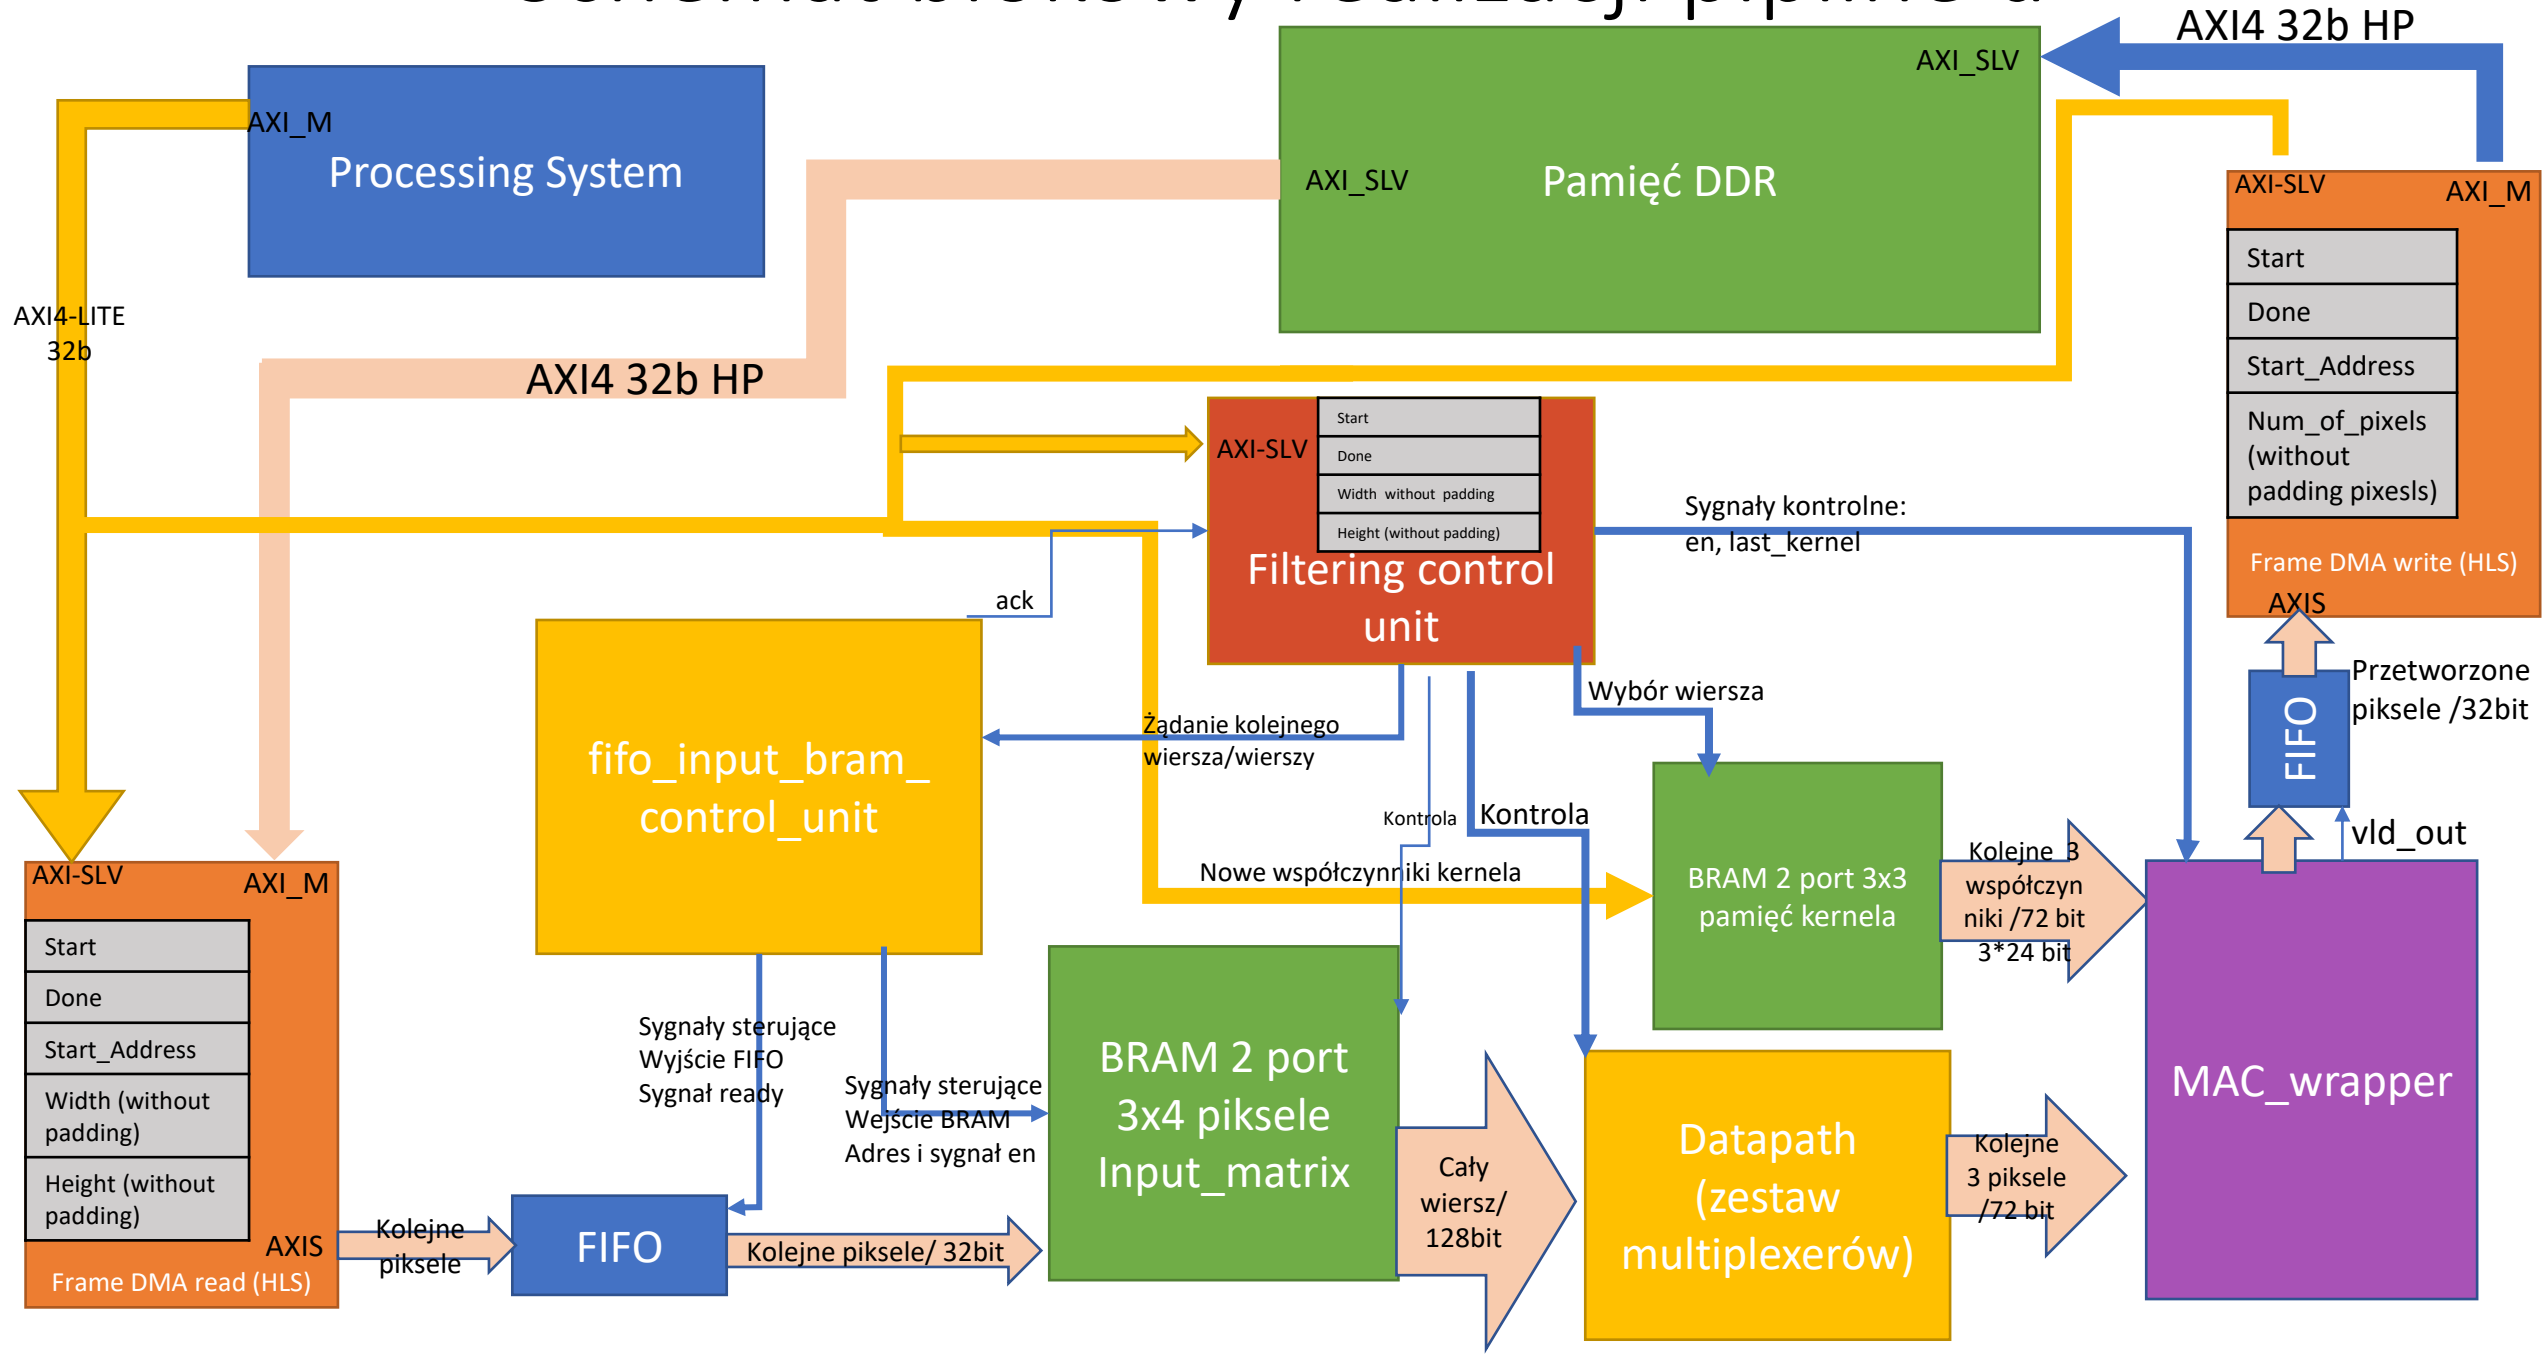 AXI4 32b HP
AXI_SLV
AXI_M
Processing System
AXI_SLV
Pamięć DDR
AXI-SLV
AXI_M
Start
Done
Start_Address
Num_of_pixels
(without
padding pixesls)
Frame DMA write (HLS)
AXIS
AXI4-LITE
32b
AXI4 32b HP
AXI-SLV
Start
Done
Width without padding
Height (without padding)
Filtering control
unit
Sygnały kontrolne:
en, last_kernel
ack
Wybór wiersza
Żądanie kolejnego
wiersza/wierszy
fifo_input_bram_
control_unit
Kontrola
Kontrola
Przetworzone
piksele /32bit
FIFO
vld_out
Nowe współczynniki kernela
BRAM 2 port 3x3
pamięć kernela
Kolejne 3
współczyn
niki /72 bit
3*24 bit
AXI-SLV
AXI_M
Start
Done
Start_Address
Width (without
padding)
Height (without
padding)
AXIS
Frame DMA read (HLS)
Kolejne
piksele
FIFO
Sygnały sterujące
Wyjście FIFO
Sygnał ready
Sygnały sterujące
Wejście BRAM
Adres i sygnał en
Kolejne piksele/ 32bit
BRAM 2 port
3x4 piksele
Input_matrix
Cały
wiersz/
128bit
Datapath
(zestaw
multiplexerów)
Kolejne
3 piksele
/72 bit
MAC_wrapper